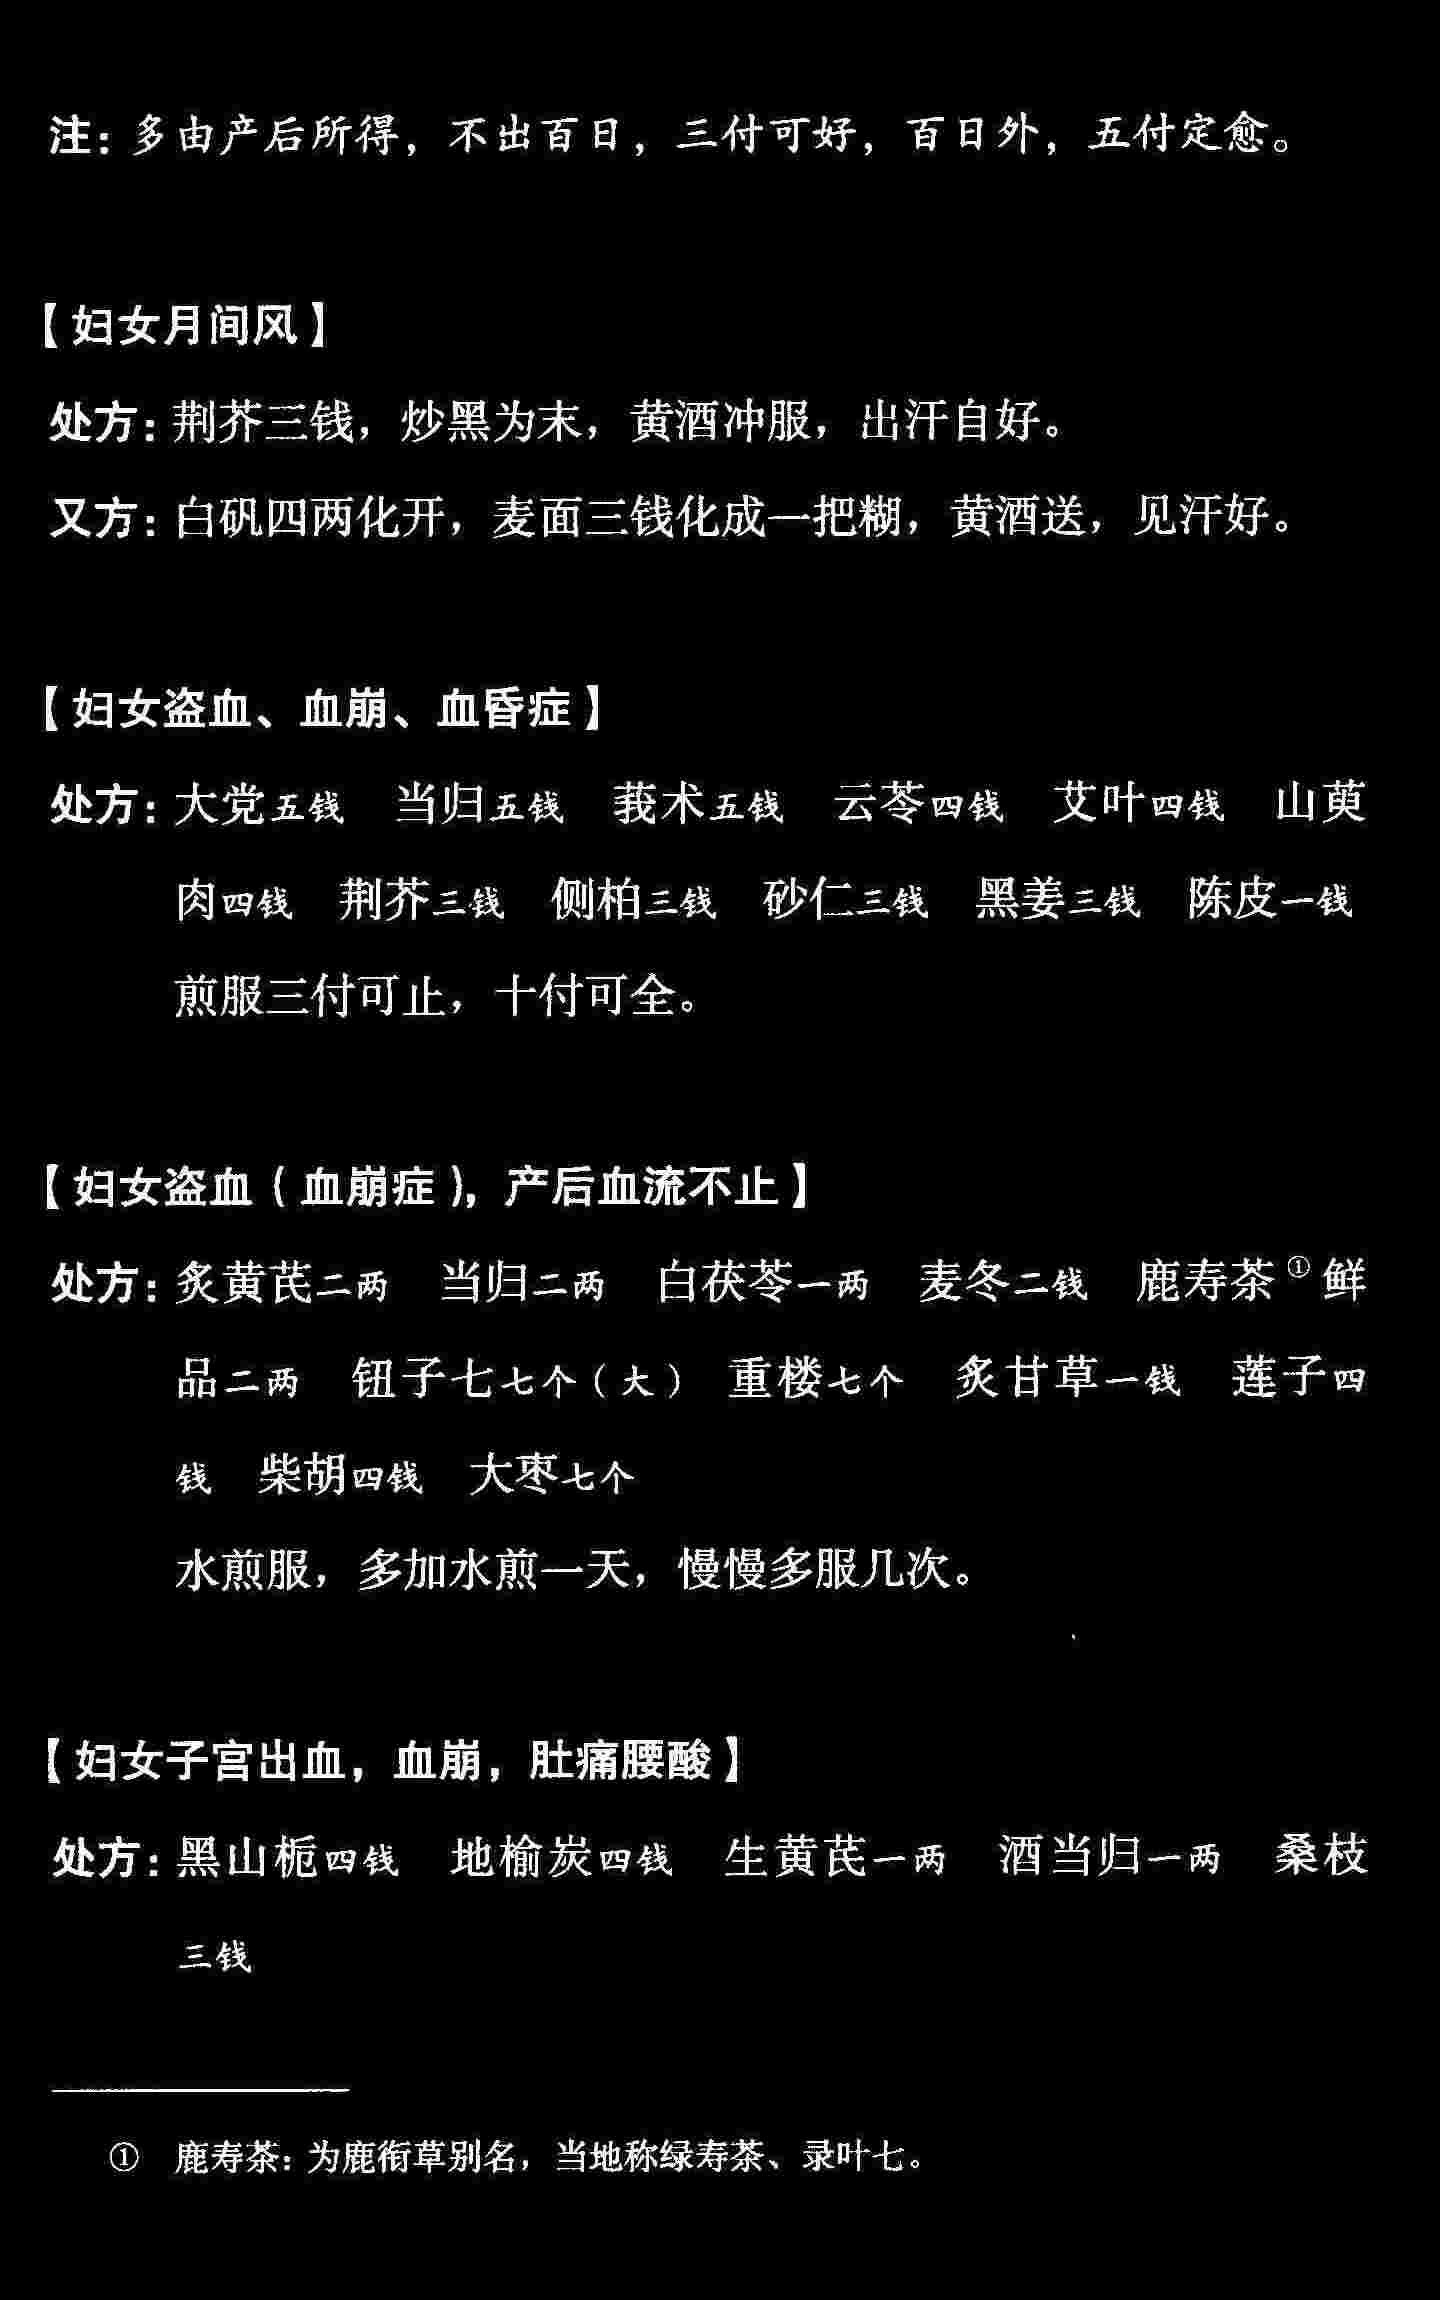 注：多由产后所得，不出百日，三付可好，百日外，五付定愈。
【妇女月间风】
处方：荆芥三钱，炒黑为末，黄酒冲服，出汗自好。
又方：白矾四两化开，麦面三钱化成一把糊，黄酒送，见汗好。
【妇女盗血、血崩、血昏症】
处方：大党五钱 当归五钱 莪术五钱 云苓四钱 艾叶四钱 山萸
肉四钱 荆芥三钱 侧柏三钱 砂仁三钱 黑姜三钱 陈皮一钱
煎服三付可止，十付可全。
【妇女盗血（血崩症），产后血流不止】
处方：炙黄芪二两 当归二两 白茯苓一两 麦冬二钱 鹿寿茶①鲜
品二两 钮子七七个（大） 重楼七个 炙甘草一钱 莲子四
钱 柴胡四钱 大枣七个
水煎服，多加水煎一天，慢慢多服几次。
【妇女子宫出血，血崩，肚痛腰酸】
处方：黑山栀四钱 地榆炭四钱 生黄芪一两 酒当归一两 桑枝
三钱
① 鹿寿茶：为鹿衔草别名，当地称绿寿茶、录叶七。